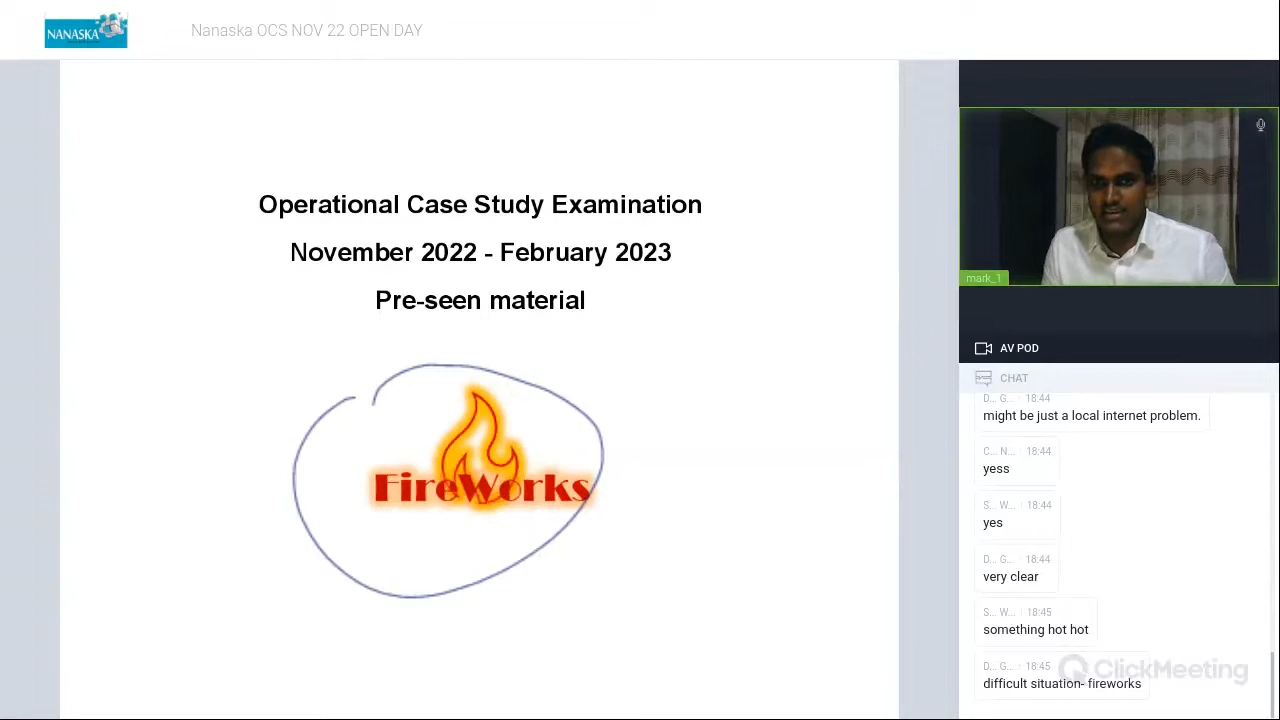 NANASKA
Nanaska OCS NOV 22 OPEN DAY
Operational Case Study Examination
November 2022 - February 2023
Pre-seen material
FireWorks
mark_1
AV POD
CHAT
D... G... 18:44
might be just a local internet problem.
C... N... 18:44
yess
S... W... 18:44
yes
D... G... 18:44
very clear
S... W... 18:45
something hot hot
D... G... 18:45
difficult situation- fireworks
ClickMeeting